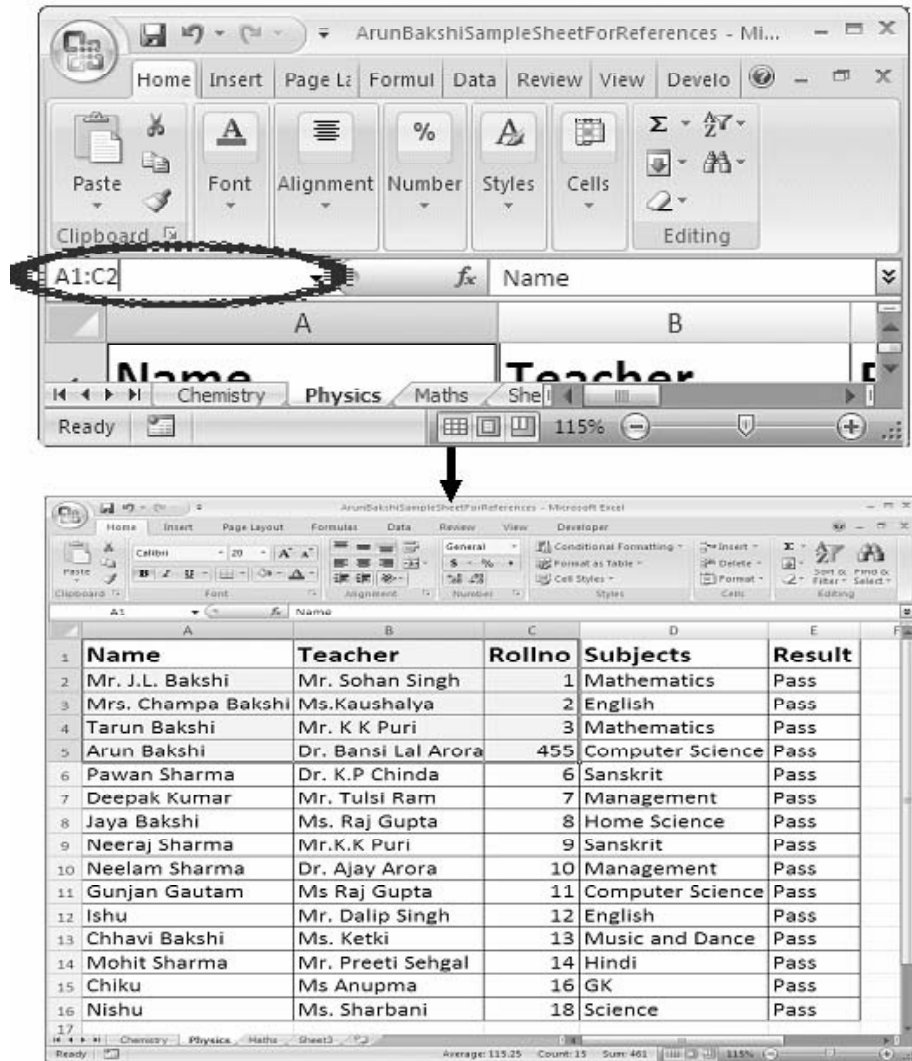 ArunBakshiSampleSheetForReferences - Mi...
Home Insert Page La Formul Data Review View Develo
Paste Font Alignment Number Styles Cells
Clipboard Editing
A1:C2 fx Name
A B
Name Teacher
Chemistry Physics Maths She
Ready 115%
ArunBakshiSampleSheetForReferences - Microsoft Excel
Home Insert Page Layout Formulas Data Review View Developer
Calibri 20 A A General Conditional Formatting Insert Σ
Paste B I U A $ % , Format as Table Delete Sort & Find &
Cell Styles Format Filter Select
Clipboard Font Alignment Number Styles Cells Editing
A1 fx Name
A B C D E F
1 Name Teacher Rollno Subjects Result
2 Mr. J.L. Bakshi Mr. Sohan Singh 1 Mathematics Pass
3 Mrs. Champa Bakshi Ms.Kaushalya 2 English Pass
4 Tarun Bakshi Mr. K K Puri 3 Mathematics Pass
5 Arun Bakshi Dr. Bansi Lal Arora 455 Computer Science Pass
6 Pawan Sharma Dr. K.P Chinda 6 Sanskrit Pass
7 Deepak Kumar Mr. Tulsi Ram 7 Management Pass
8 Jaya Bakshi Ms. Raj Gupta 8 Home Science Pass
9 Neeraj Sharma Mr.K.K Puri 9 Sanskrit Pass
10 Neelam Sharma Dr. Ajay Arora 10 Management Pass
11 Gunjan Gautam Ms Raj Gupta 11 Computer Science Pass
12 Ishu Mr. Dalip Singh 12 English Pass
13 Chhavi Bakshi Ms. Ketki 13 Music and Dance Pass
14 Mohit Sharma Mr. Preeti Sehgal 14 Hindi Pass
15 Chiku Ms Anupma 16 GK Pass
16 Nishu Ms. Sharbani 18 Science Pass
17
Chemistry Physics Maths Sheet3
Ready Average: 115.25 Count: 15 Sum: 461 115%